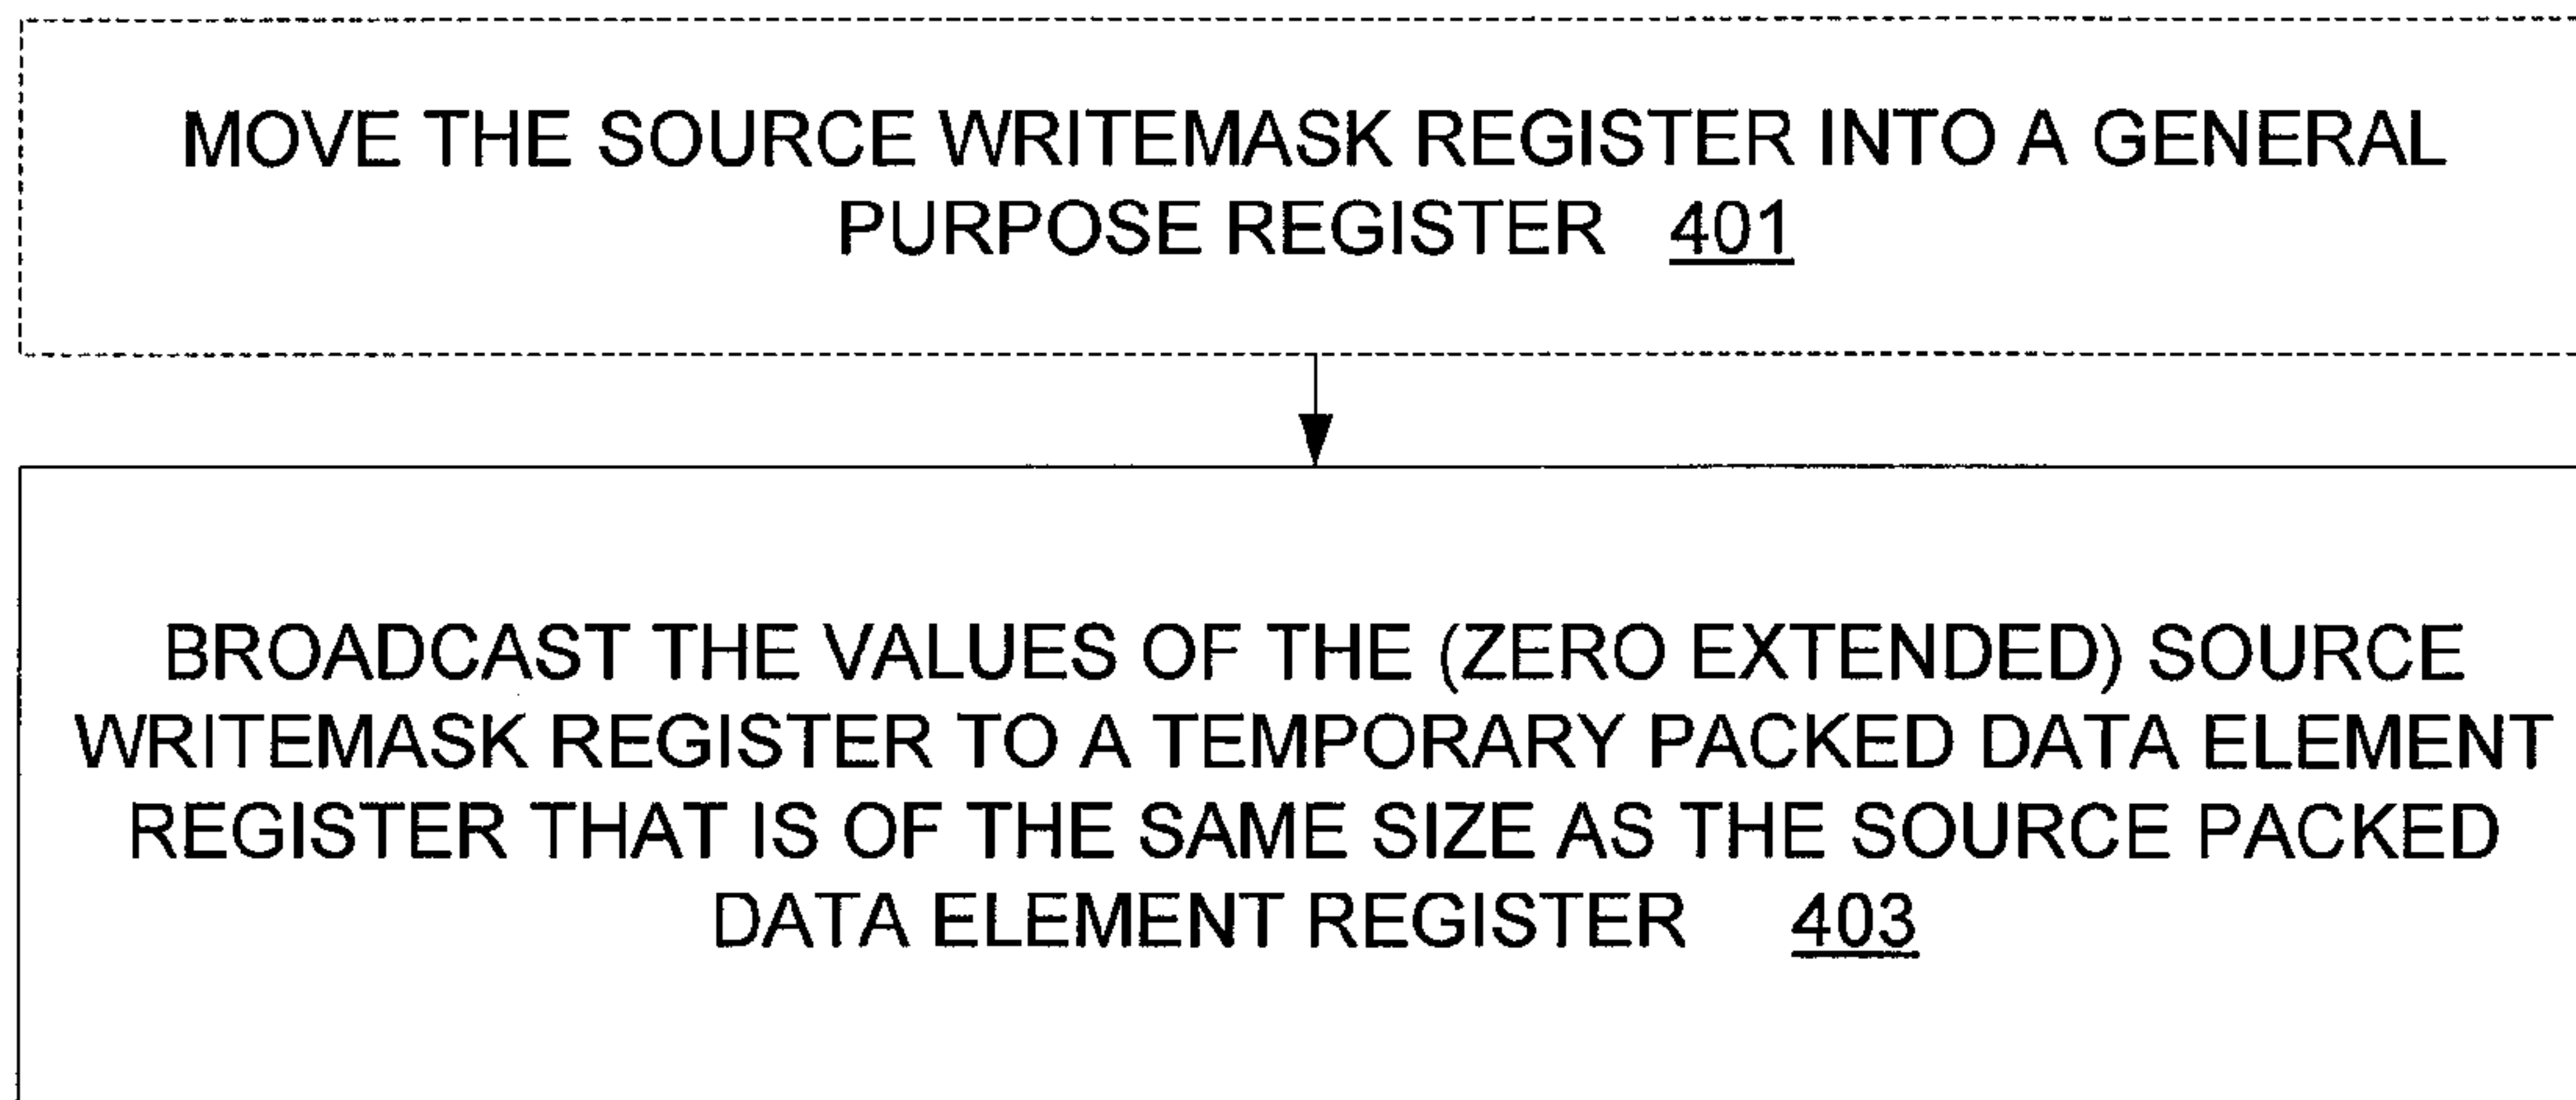 MOVE THE SOURCE WRITEMASK REGISTER INTO A GENERAL
PURPOSE REGISTER 401
BROADCAST THE VALUES OF THE (ZERO EXTENDED) SOURCE
WRITEMASK REGISTER TO A TEMPORARY PACKED DATA ELEMENT
REGISTER THAT IS OF THE SAME SIZE AS THE SOURCE PACKED
DATA ELEMENT REGISTER 403